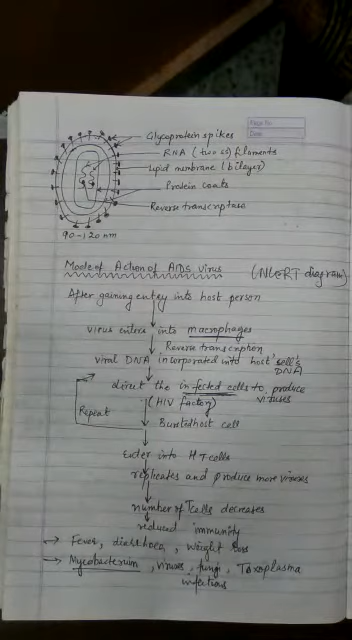 Page No.
Date
Glycoprotein spikes
RNA (two ss) filaments
Lipid membrane (bilayer)
Protein coats
Reverse transcriptase
90-120 nm
Mode of Action of AIDS virus (NCERT diagram)
After gaining entry into host person
virus enters into macrophages
Reverse transcription
viral DNA incorporated into host's cell's
DNA
direct the infected cells to produce
viruses
(HIV factory)
Repeat
Bursted host cell
Enter into HT cells
replicates and produce more viruses
number of T cells decreases
reduced immunity
→ Fever, diarrhoea, weight loss
→ Mycobacterium, viruses, fungi, Toxoplasma
infections